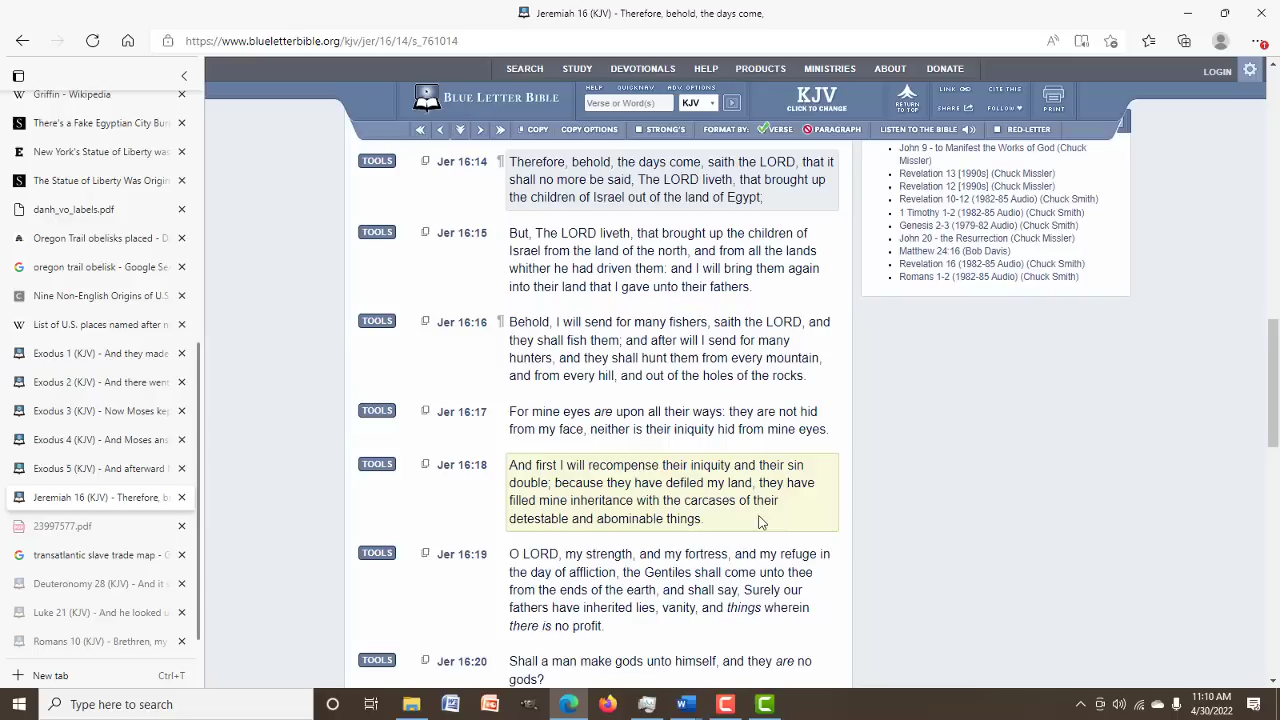 Jeremiah 16 (KJV) - Therefore, behold, the days come,
https://www.blueletterbible.org/kjv/jer/16/14/s_761014
Griffin - Wikipedia
There's a Fake Egyptian City Bur
New York's Statue of Liberty was
The Statue of Liberty Was Origin
danh_vo_labels.pdf
Oregon Trail obelisks placed - D
oregon trail obelisk - Google Se
Nine Non-English Origins of U.S
List of U.S. places named after n
Exodus 1 (KJV) - And they made
Exodus 2 (KJV) - And there went
Exodus 3 (KJV) - Now Moses kep
Exodus 4 (KJV) - And Moses ans
Exodus 5 (KJV) - And afterward
Jeremiah 16 (KJV) - Therefore, b
23997577.pdf
transatlantic slave trade map - G
Deuteronomy 28 (KJV) - And it s
Luke 21 (KJV) - And he looked u
Romans 10 (KJV) - Brethren, my
New tab Ctrl+T
SEARCH STUDY DEVOTIONALS HELP PRODUCTS MINISTRIES ABOUT DONATE LOGIN
BLUE LETTER BIBLE
HELP QUICKNAV ADV. OPTIONS
Verse or Word(s) KJV
KJV
CLICK TO CHANGE
RETURN
TO TOP
LINK CITE THIS
SHARE FOLLOW
PRINT
COPY COPY OPTIONS STRONG'S FORMAT BY: VERSE PARAGRAPH LISTEN TO THE BIBLE RED-LETTER
TOOLS Jer 16:14 ¶ Therefore, behold, the days come, saith the LORD, that it
shall no more be said, The LORD liveth, that brought up
the children of Israel out of the land of Egypt;
TOOLS Jer 16:15 But, The LORD liveth, that brought up the children of
Israel from the land of the north, and from all the lands
whither he had driven them: and I will bring them again
into their land that I gave unto their fathers.
TOOLS Jer 16:16 ¶ Behold, I will send for many fishers, saith the LORD, and
they shall fish them; and after will I send for many
hunters, and they shall hunt them from every mountain,
and from every hill, and out of the holes of the rocks.
TOOLS Jer 16:17 For mine eyes are upon all their ways: they are not hid
from my face, neither is their iniquity hid from mine eyes.
TOOLS Jer 16:18 And first I will recompense their iniquity and their sin
double; because they have defiled my land, they have
filled mine inheritance with the carcases of their
detestable and abominable things.
TOOLS Jer 16:19 O LORD, my strength, and my fortress, and my refuge in
the day of affliction, the Gentiles shall come unto thee
from the ends of the earth, and shall say, Surely our
fathers have inherited lies, vanity, and things wherein
there is no profit.
TOOLS Jer 16:20 Shall a man make gods unto himself, and they are no
gods?
John 9 - to Manifest the Works of God (Chuck
Missler)
Revelation 13 [1990s] (Chuck Missler)
Revelation 12 [1990s] (Chuck Missler)
Revelation 10-12 (1982-85 Audio) (Chuck Smith)
1 Timothy 1-2 (1982-85 Audio) (Chuck Smith)
Genesis 2-3 (1979-82 Audio) (Chuck Smith)
John 20 - the Resurrection (Chuck Missler)
Matthew 24:16 (Bob Davis)
Revelation 16 (1982-85 Audio) (Chuck Smith)
Romans 1-2 (1982-85 Audio) (Chuck Smith)
Type here to search
11:10 AM
4/30/2022